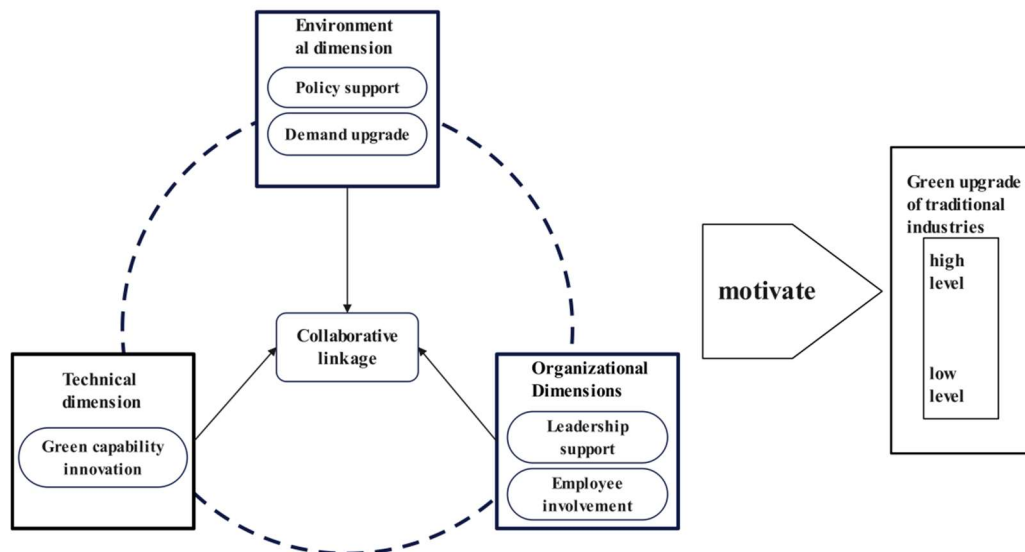 Environment
al dimension
Policy support
Demand upgrade
Collaborative
linkage
Technical
dimension
Green capability
innovation
Organizational
Dimensions
Leadership
support
Employee
involvement
motivate
Green upgrade
of traditional
industries
high
level
low
level